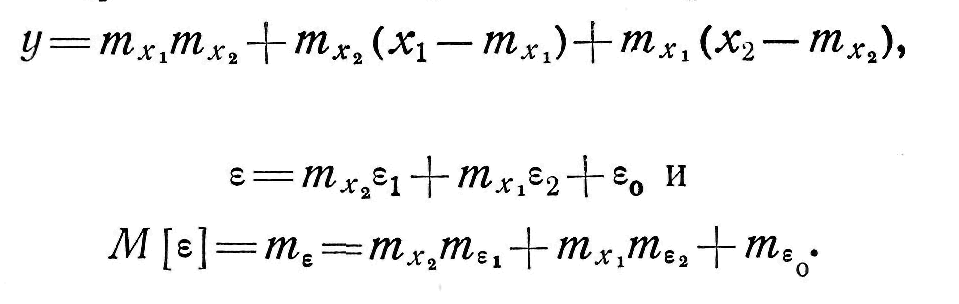 y = m_{x_1} m_{x_2} + m_{x_2} (x_1 − m_{x_1}) + m_{x_1} (x_2 − m_{x_2}),
ε = m_{x_2} ε_1 + m_{x_1} ε_2 + ε_0 и
M [ε] = m_ε = m_{x_2} m_{ε_1} + m_{x_1} m_{ε_2} + m_{ε_0}.